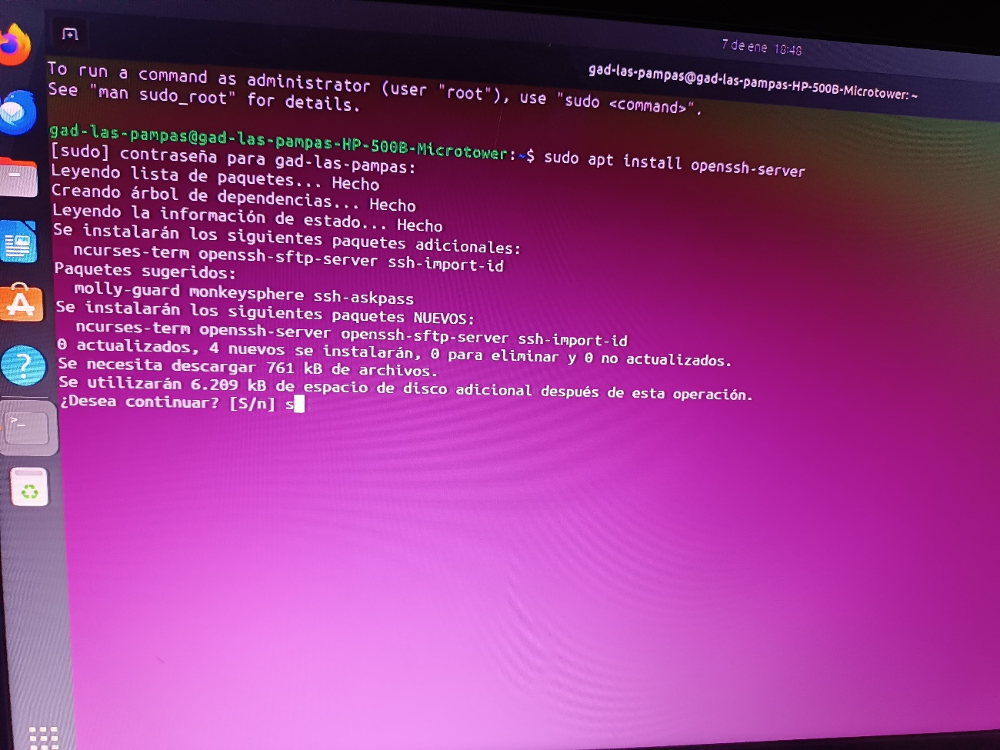 7 de ene 18:48
gad-las-pampas@gad-las-pampas-HP-500B-Microtower: ~
To run a command as administrator (user "root"), use "sudo <command>".
See "man sudo_root" for details.
gad-las-pampas@gad-las-pampas-HP-500B-Microtower:~$ sudo apt install openssh-server
[sudo] contraseña para gad-las-pampas:
Leyendo lista de paquetes... Hecho
Creando árbol de dependencias... Hecho
Leyendo la información de estado... Hecho
Se instalarán los siguientes paquetes adicionales:
ncurses-term openssh-sftp-server ssh-import-id
Paquetes sugeridos:
molly-guard monkeysphere ssh-askpass
Se instalarán los siguientes paquetes NUEVOS:
ncurses-term openssh-server openssh-sftp-server ssh-import-id
0 actualizados, 4 nuevos se instalarán, 0 para eliminar y 0 no actualizados.
Se necesita descargar 761 kB de archivos.
Se utilizarán 6.209 kB de espacio de disco adicional después de esta operación.
¿Desea continuar? [S/n] s